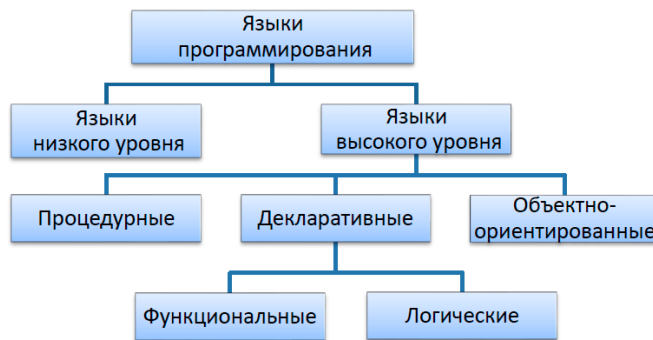 Языки
программирования
Языки
низкого уровня
Языки
высокого уровня
Процедурные
Декларативные
Объектно-
ориентированные
Функциональные
Логические